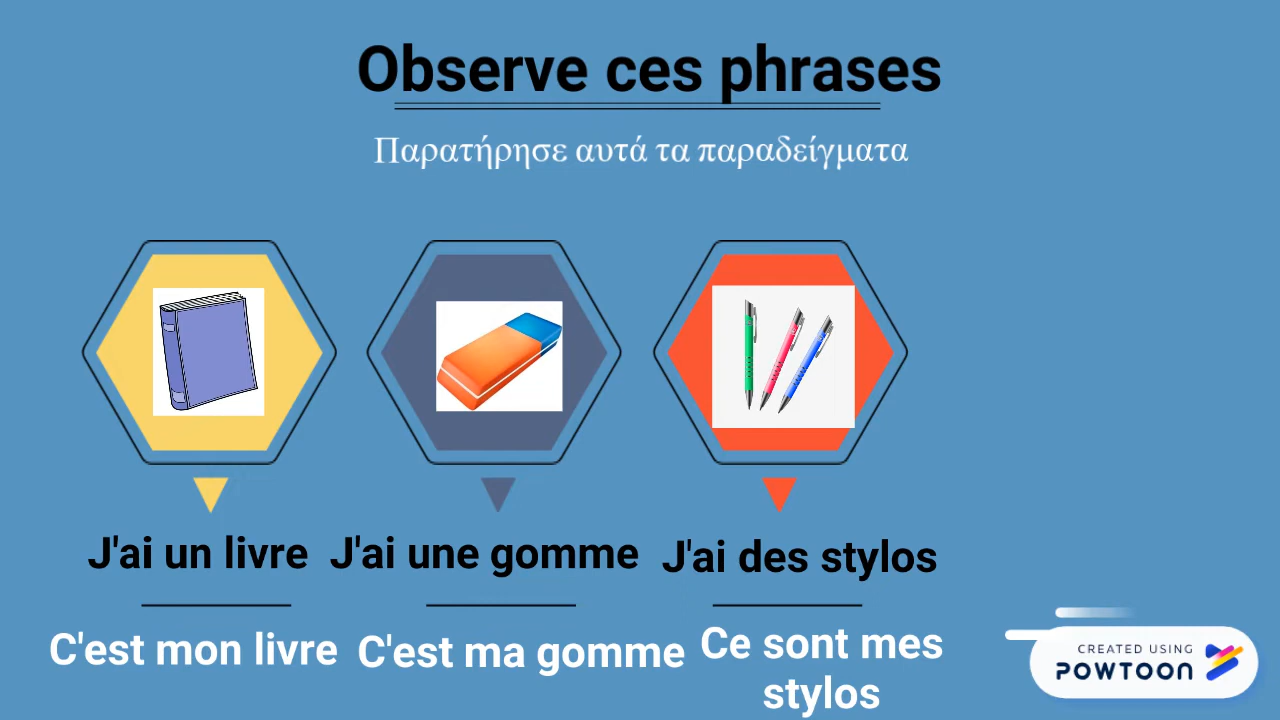 Observe ces phrases
Παρατήρησε αυτά τα παραδείγματα
J'ai un livre
J'ai une gomme
J'ai des stylos
C'est mon livre
C'est ma gomme
Ce sont mes
stylos
CREATED USING
POWTOON